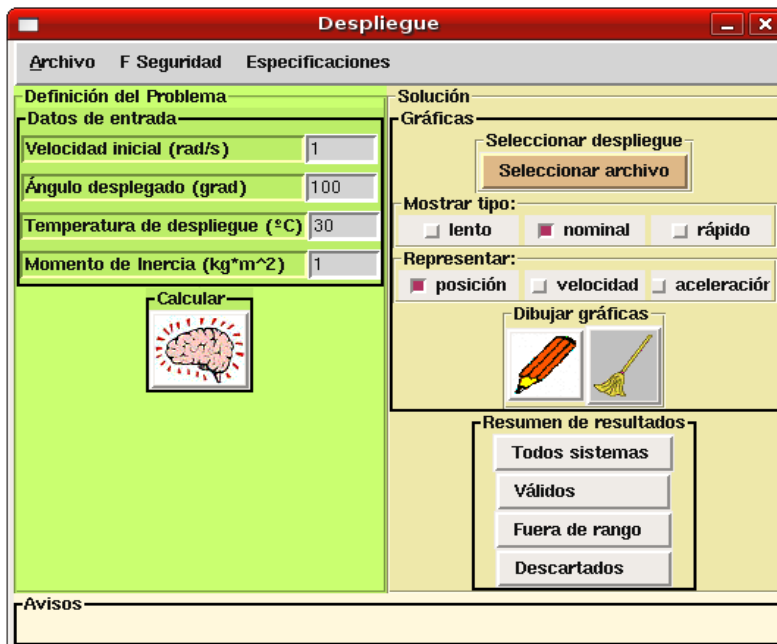 Despliegue
Archivo F Seguridad Especificaciones
Definición del Problema
Datos de entrada
Velocidad inicial (rad/s) 1
Ángulo desplegado (grad) 100
Temperatura de despliegue (ºC) 30
Momento de Inercia (kg*m^2) 1
Calcular
Solución
Gráficas
Seleccionar despliegue
Seleccionar archivo
Mostrar tipo:
lento nominal rápido
Representar:
posición velocidad aceleración
Dibujar gráficas
Resumen de resultados
Todos sistemas
Válidos
Fuera de rango
Descartados
Avisos